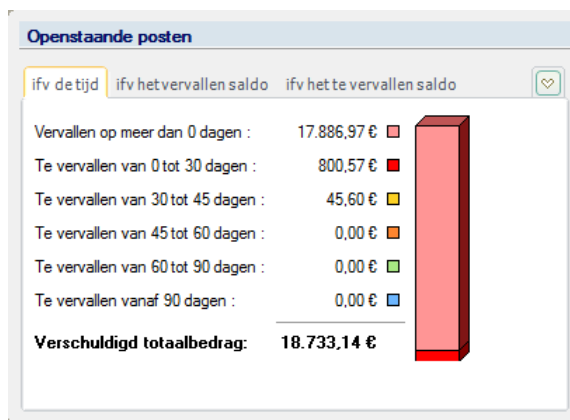 Openstaande posten
ifv de tijd ifv het vervallen saldo ifv het te vervallen saldo
Vervallen op meer dan 0 dagen : 17.886,97 €
Te vervallen van 0 tot 30 dagen : 800,57 €
Te vervallen van 30 tot 45 dagen : 45,60 €
Te vervallen van 45 tot 60 dagen : 0,00 €
Te vervallen van 60 tot 90 dagen : 0,00 €
Te vervallen vanaf 90 dagen : 0,00 €
Verschuldigd totaalbedrag: 18.733,14 €